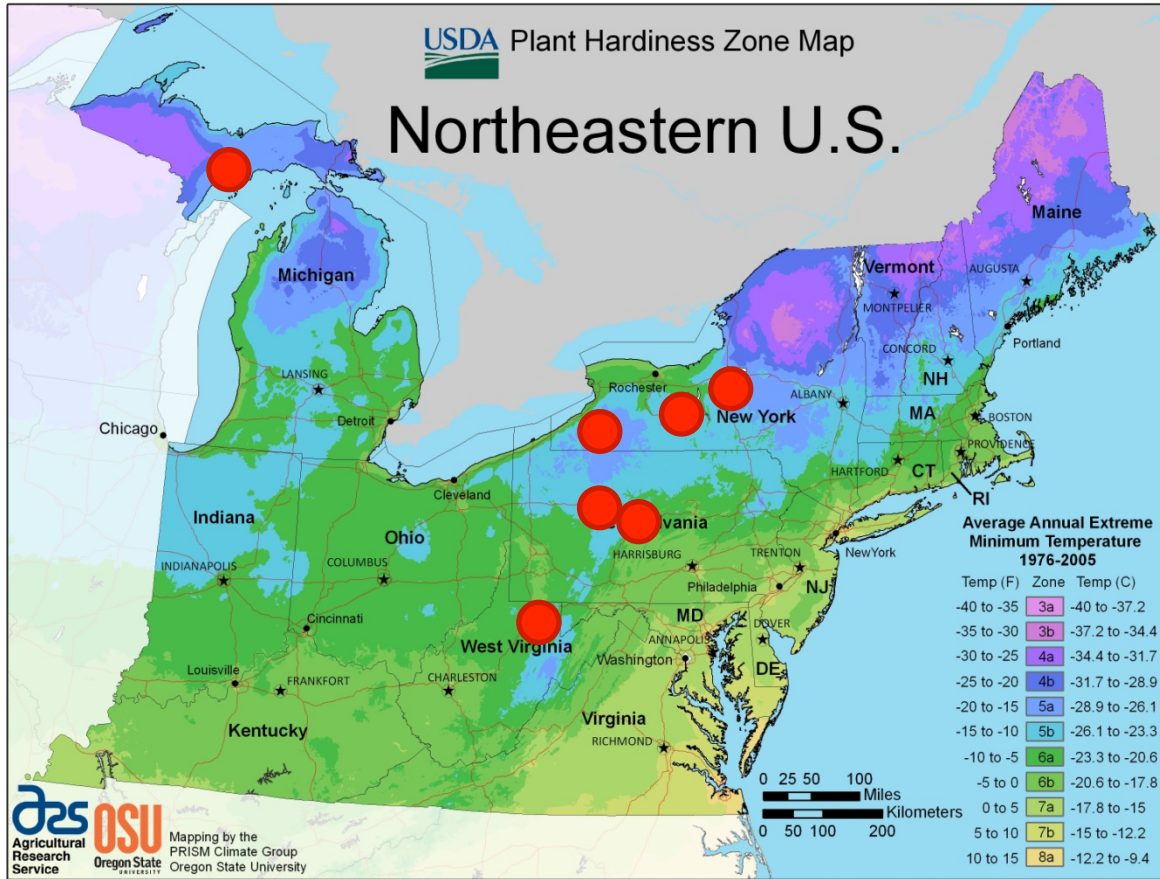 USDA Plant Hardiness Zone Map
Northeastern U.S.
Maine
Vermont
AUGUSTA
MONTPELIER
Michigan
Portland
CONCORD
NH
Rochester
LANSING
ALBANY
MA
New York
BOSTON
Detroit
Chicago
PROVIDENCE
HARTFORD
CT
RI
Cleveland
Indiana
Ohio
vania
NewYork
HARRISBURG
TRENTON
INDIANAPOLIS
COLUMBUS
Philadelphia
NJ
Cincinnati
MD
DOVER
West Virginia
ANNAPOLIS
Washington
DE
Louisville
FRANKFORT
CHARLESTON
Kentucky
Virginia
RICHMOND
Average Annual Extreme
Minimum Temperature
1976-2005
Temp (F) Zone Temp (C)
-40 to -35 3a -40 to -37.2
-35 to -30 3b -37.2 to -34.4
-30 to -25 4a -34.4 to -31.7
-25 to -20 4b -31.7 to -28.9
-20 to -15 5a -28.9 to -26.1
-15 to -10 5b -26.1 to -23.3
-10 to -5 6a -23.3 to -20.6
-5 to 0 6b -20.6 to -17.8
0 to 5 7a -17.8 to -15
5 to 10 7b -15 to -12.2
10 to 15 8a -12.2 to -9.4
0 25 50 100
Miles
Kilometers
0 50 100 200
ars
Agricultural
Research
Service
OSU
Oregon State
UNIVERSITY
Mapping by the
PRISM Climate Group
Oregon State University